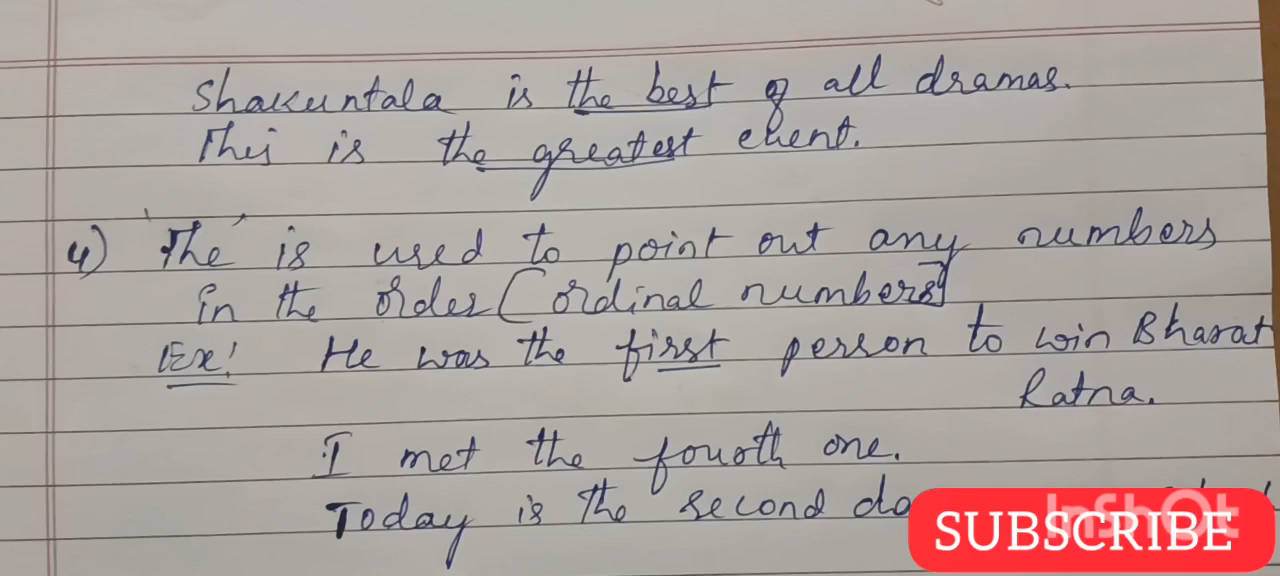 Shakuntala is the best of all dramas.
This is the greatest event.
4) 'The' is used to point out any numbers
in the order (ordinal numbers)
Ex: He was the first person to win Bharat
Ratna.
I met the fourth one.
Today is the second
SUBSCRIBE
InShOt